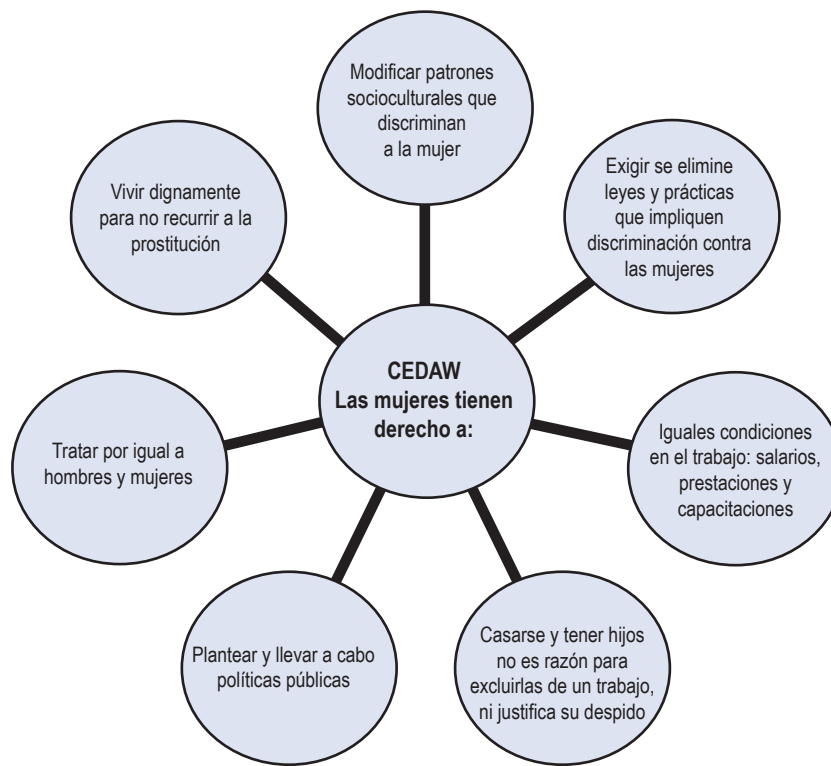 Modificar patrones
socioculturales que
discriminan
a la mujer
Exigir se elimine
leyes y prácticas
que impliquen
discriminación contra
las mujeres
Iguales condiciones
en el trabajo: salarios,
prestaciones y
capacitaciones
Casarse y tener hijos
no es razón para
excluirlas de un trabajo,
ni justifica su despido
Plantear y llevar a cabo
políticas públicas
Tratar por igual a
hombres y mujeres
Vivir dignamente
para no recurrir a la
prostitución
CEDAW
Las mujeres tienen
derecho a: